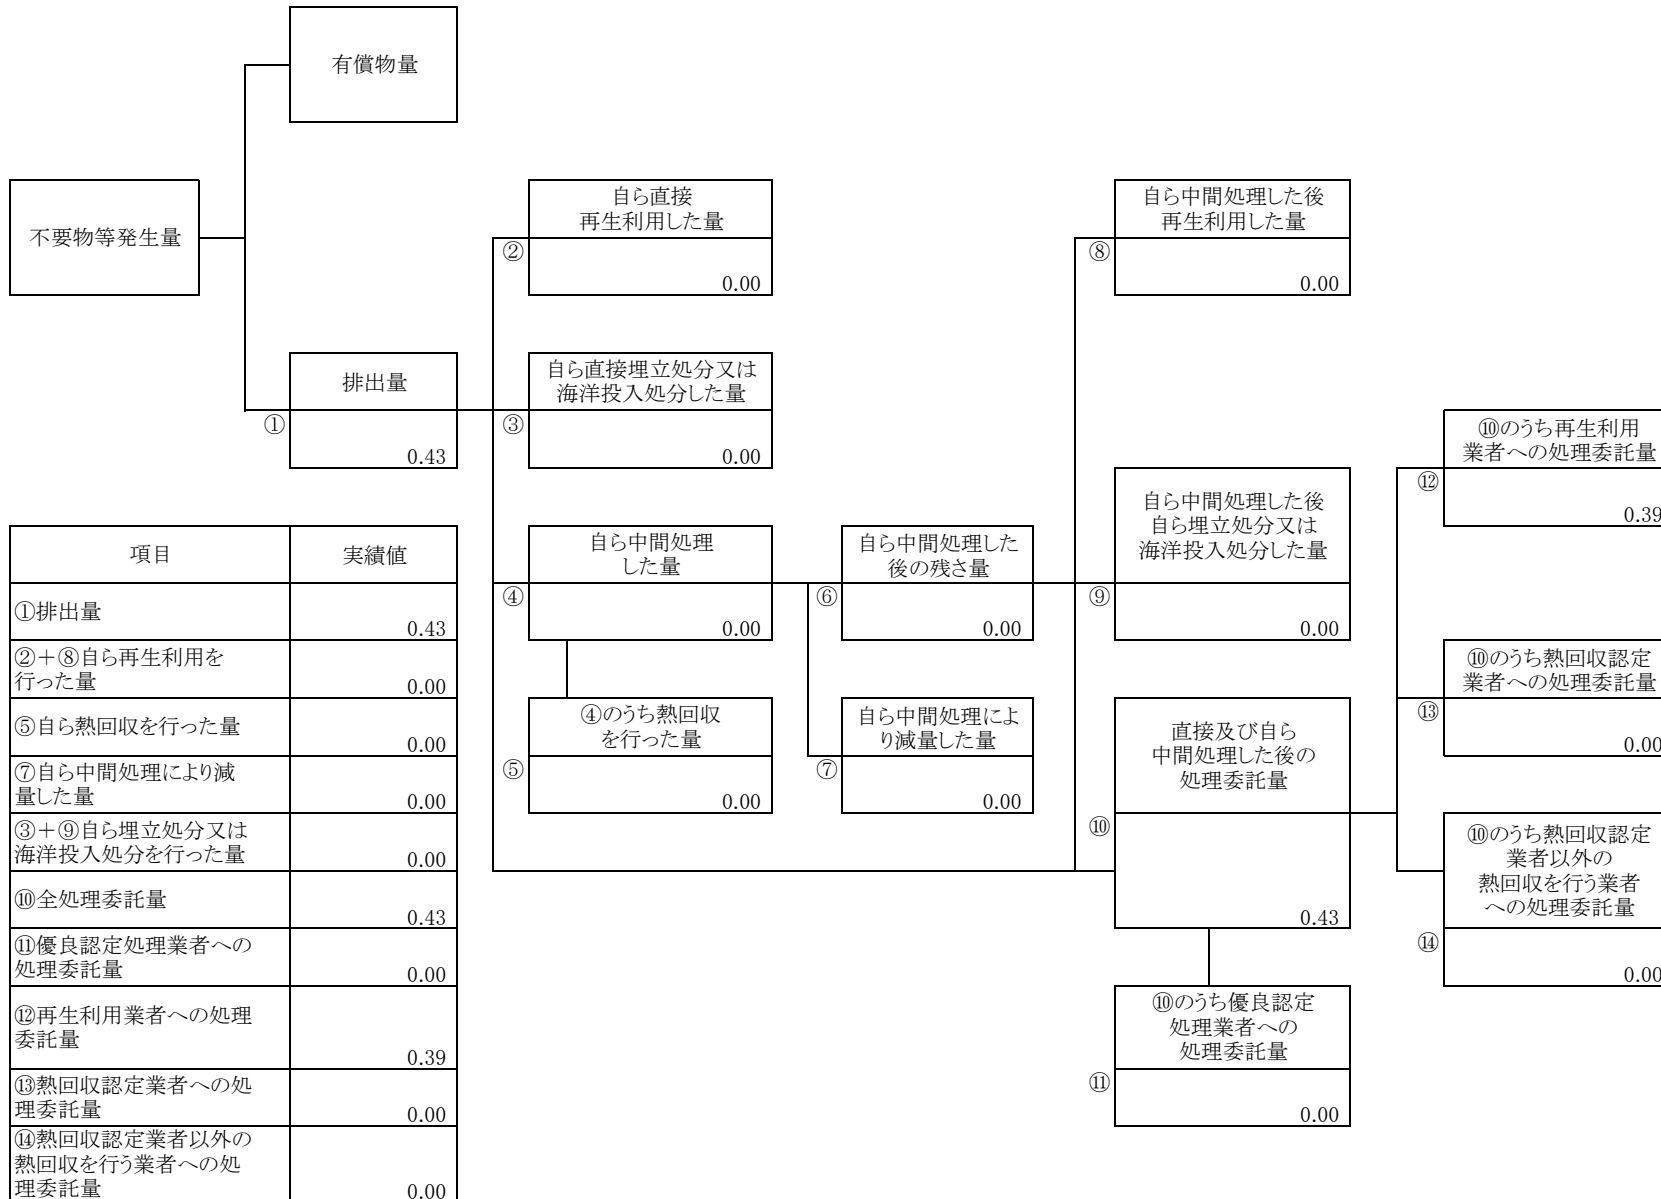 有償物量
不要物等発生量
自ら直接
再生利用した量
②
0.00
自ら中間処理した後
再生利用した量
⑧
0.00
排出量
①
0.43
自ら直接埋立処分又は
海洋投入処分した量
③
0.00
⑩のうち再生利用
業者への処理委託量
⑫
0.39
自ら中間処理
した量
④
0.00
自ら中間処理した
後の残さ量
⑥
0.00
自ら中間処理した後
自ら埋立処分又は
海洋投入処分した量
⑨
0.00
⑩のうち熱回収認定
業者への処理委託量
⑬
0.00
④のうち熱回収
を行った量
⑤
0.00
自ら中間処理によ
り減量した量
⑦
0.00
直接及び自ら
中間処理した後の
処理委託量
⑩
0.43
⑩のうち熱回収認定
業者以外の
熱回収を行う業者
への処理委託量
⑭
0.00
⑩のうち優良認定
処理業者への
処理委託量
⑪
0.00
項目 実績値
①排出量
0.43
②+⑧自ら再生利用を
行った量 0.00
⑤自ら熱回収を行った量
0.00
⑦自ら中間処理により減
量した量 0.00
③+⑨自ら埋立処分又は
海洋投入処分を行った量 0.00
⑩全処理委託量
0.43
⑪優良認定処理業者への
処理委託量 0.00
⑫再生利用業者への処理
委託量
0.39
⑬熱回収認定業者への処
理委託量 0.00
⑭熱回収認定業者以外の
熱回収を行う業者への処
理委託量 0.00